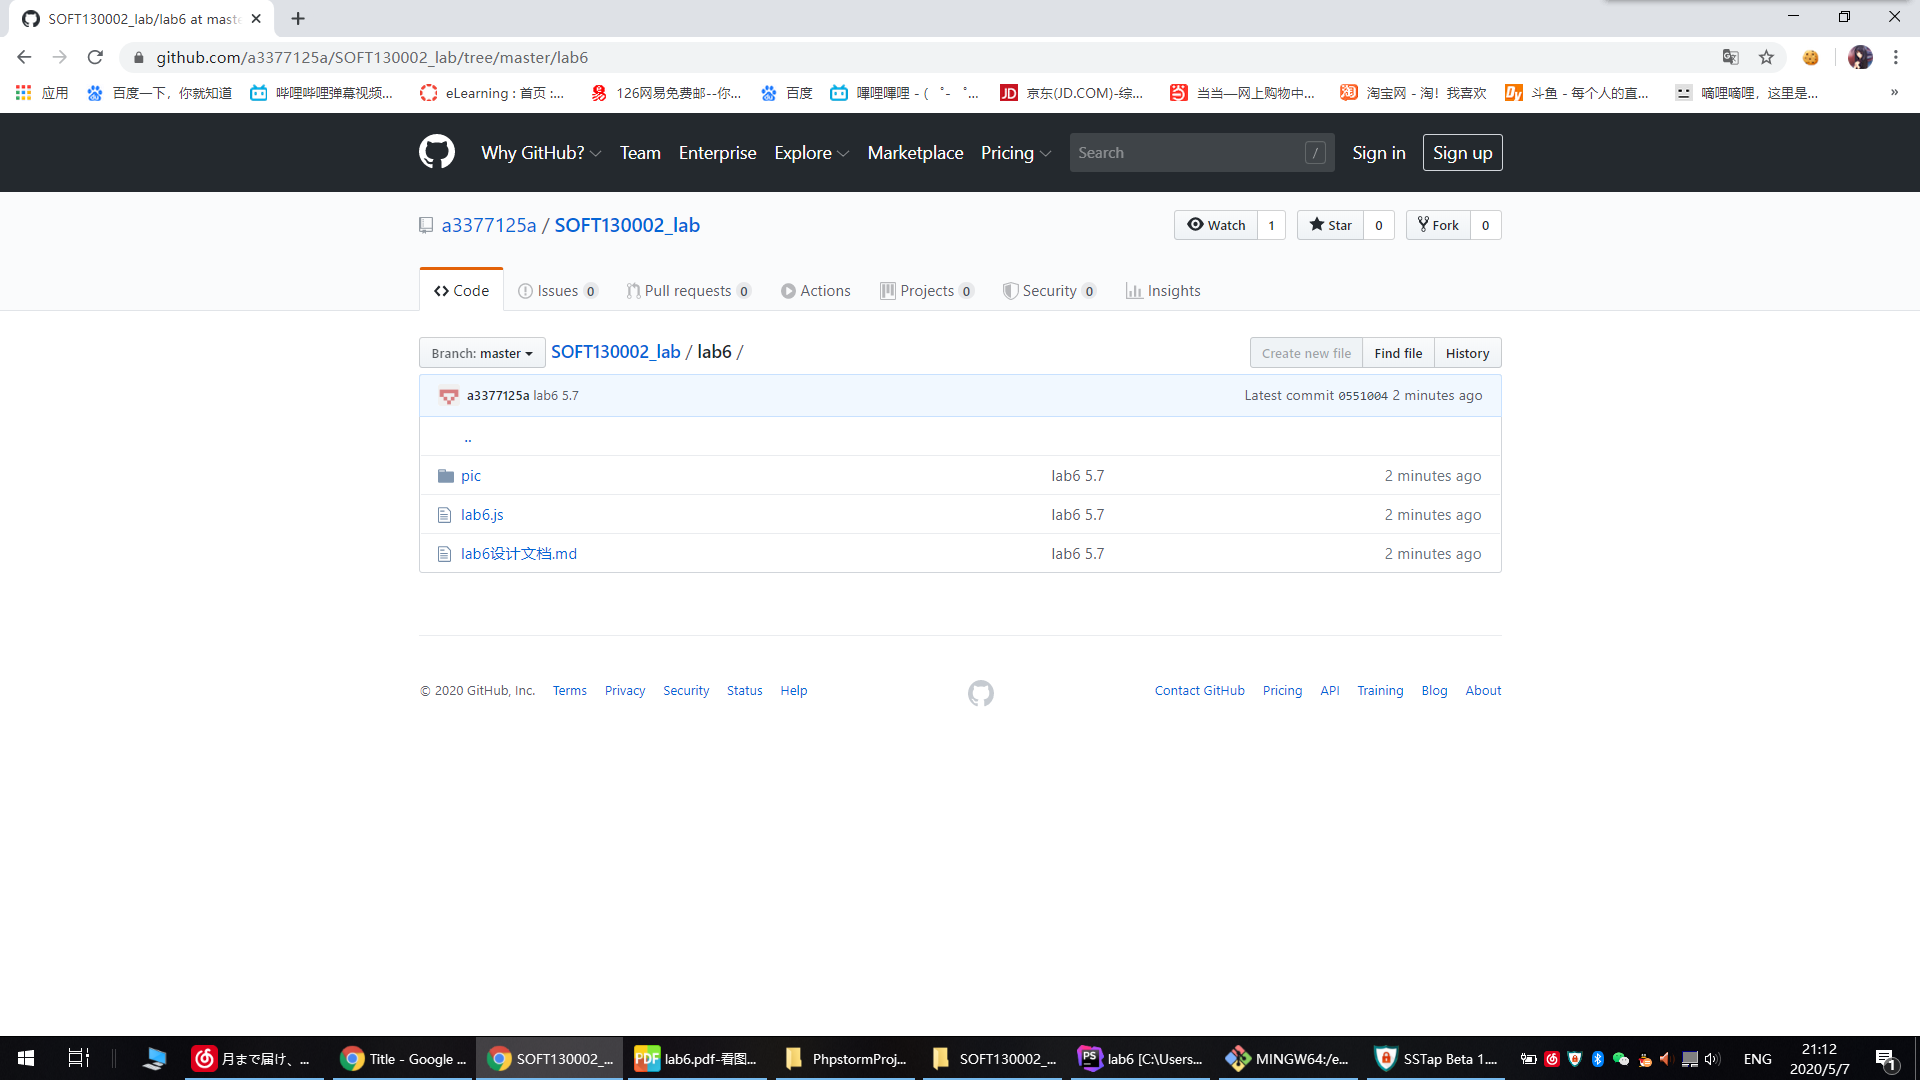 SOFT130002_lab/lab6 at maste
github.com/a3377125a/SOFT130002_lab/tree/master/lab6
应用 百度一下，你就知道 哔哩哔哩弹幕视频... eLearning : 首页 :... 126网易免费邮--你... 百度 嗶哩嗶哩 - ( ゜- ゜... 京东(JD.COM)-综... 当当—网上购物中... 淘宝网 - 淘！我喜欢 斗鱼 - 每个人的直... 嘀哩嘀哩，这里是... »
Why GitHub? Team Enterprise Explore Marketplace Pricing Search / Sign in Sign up
a3377125a / SOFT130002_lab Watch 1 Star 0 Fork 0
Code Issues 0 Pull requests 0 Actions Projects 0 Security 0 Insights
Branch: master SOFT130002_lab / lab6 / Create new file Find file History
a3377125a lab6 5.7 Latest commit 0551004 2 minutes ago
..
pic lab6 5.7 2 minutes ago
lab6.js lab6 5.7 2 minutes ago
lab6设计文档.md lab6 5.7 2 minutes ago
© 2020 GitHub, Inc. Terms Privacy Security Status Help Contact GitHub Pricing API Training Blog About
月まで届け、... Title - Google ... SOFT130002_... PDF lab6.pdf-看图... PhpstormProj... SOFT130002_... PS lab6 [C:\Users... MINGW64:/e... SSTap Beta 1.... ENG 21:12
2020/5/7 1